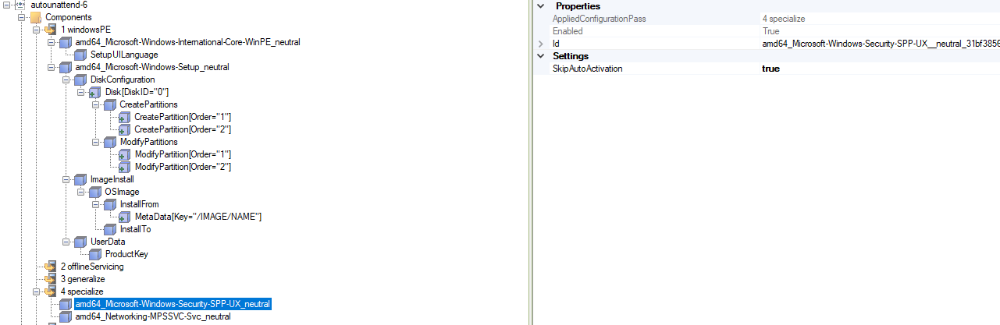 autounattend-6
Components
1 windowsPE
amd64_Microsoft-Windows-International-Core-WinPE_neutral
SetupUILanguage
amd64_Microsoft-Windows-Setup_neutral
DiskConfiguration
Disk[DiskID="0"]
CreatePartitions
CreatePartition[Order="1"]
CreatePartition[Order="2"]
ModifyPartitions
ModifyPartition[Order="1"]
ModifyPartition[Order="2"]
ImageInstall
OSImage
InstallFrom
MetaData[Key="/IMAGE/NAME"]
InstallTo
UserData
ProductKey
2 offlineServicing
3 generalize
4 specialize
amd64_Microsoft-Windows-Security-SPP-UX_neutral
amd64_Networking-MPSSVC-Svc_neutral
Properties
AppliedConfigurationPass 4 specialize
Enabled True
Id amd64_Microsoft-Windows-Security-SPP-UX__neutral_31bf3856
Settings
SkipAutoActivation true